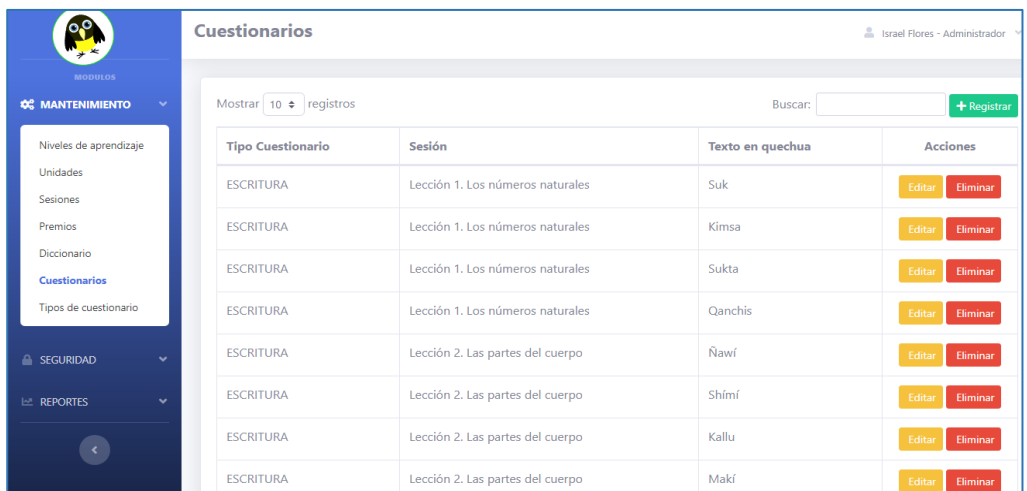 Cuestionarios
Israel Flores - Administrador
MODULOS
MANTENIMIENTO
Niveles de aprendizaje
Unidades
Sesiones
Premios
Diccionario
Cuestionarios
Tipos de cuestionario
SEGURIDAD
REPORTES
Mostrar 10 registros
Buscar:
Registrar
Tipo Cuestionario Sesión Texto en quechua Acciones
ESCRITURA Lección 1. Los números naturales Suk Editar Eliminar
ESCRITURA Lección 1. Los números naturales Kimsa Editar Eliminar
ESCRITURA Lección 1. Los números naturales Sukta Editar Eliminar
ESCRITURA Lección 1. Los números naturales Qanchis Editar Eliminar
ESCRITURA Lección 2. Las partes del cuerpo Ñawí Editar Eliminar
ESCRITURA Lección 2. Las partes del cuerpo Shímí Editar Eliminar
ESCRITURA Lección 2. Las partes del cuerpo Kallu Editar Eliminar
ESCRITURA Lección 2. Las partes del cuerpo Makí Editar Eliminar